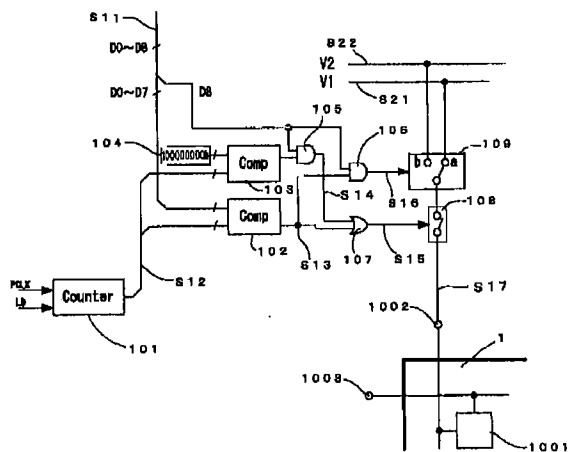 S11
D0~D8
D0~D7
D8
S22
V2
V1
S21
105
106
109
104
100000000b
Comp
103
S14
S16
b
a
108
Comp
102
S13
107
S15
S12
S17
PCLK
LD
Counter
101
1002
1
1003
1001